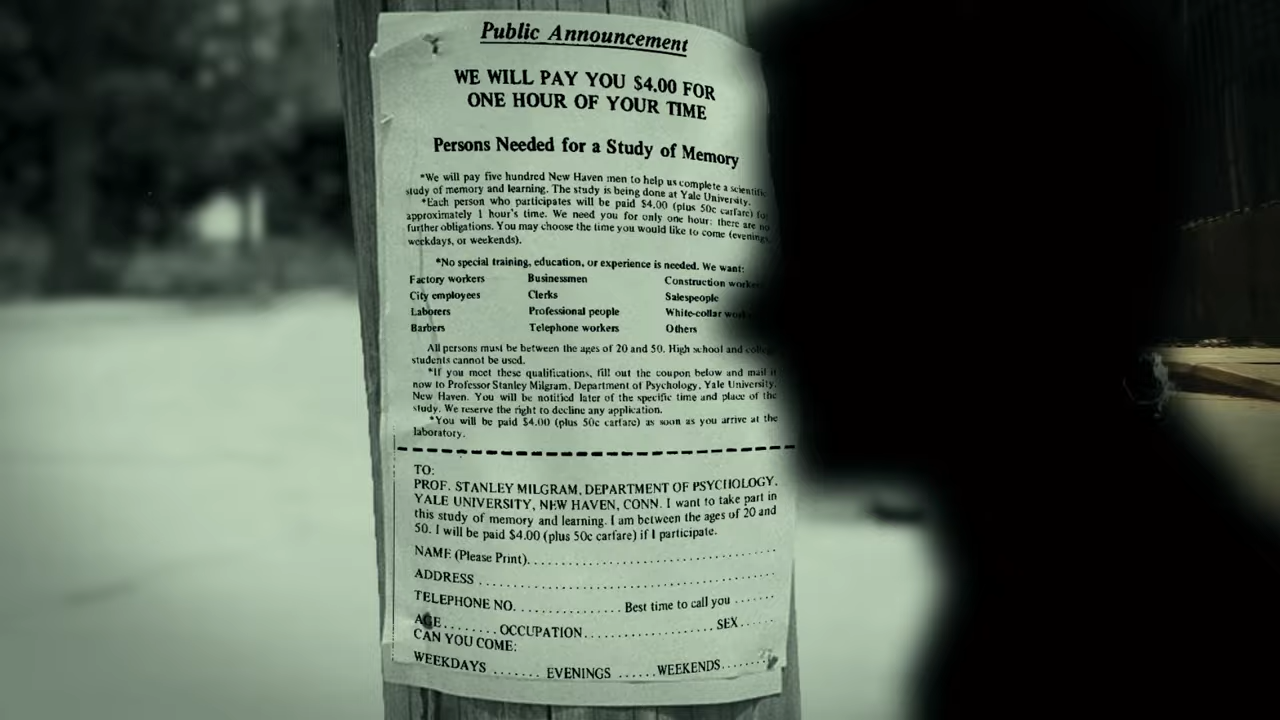 Public Announcement
WE WILL PAY YOU $4.00 FOR
ONE HOUR OF YOUR TIME
Persons Needed for a Study of Memory
*We will pay five hundred New Haven men to help us complete a scientific
study of memory and learning. The study is being done at Yale University.
*Each person who participates will be paid $4.00 (plus 50c carfare) for
approximately 1 hour's time. We need you for only one hour: there are no
further obligations. You may choose the time you would like to come (evenings,
weekdays, or weekends).
*No special training, education, or experience is needed. We want:
Factory workers Businessmen Construction workers
City employees Clerks Salespeople
Laborers Professional people White-collar workers
Barbers Telephone workers Others
All persons must be between the ages of 20 and 50. High school and college
students cannot be used.
*If you meet these qualifications, fill out the coupon below and mail it
now to Professor Stanley Milgram, Department of Psychology, Yale University,
New Haven. You will be notified later of the specific time and place of the
study. We reserve the right to decline any application.
*You will be paid $4.00 (plus 50c carfare) as soon as you arrive at the
laboratory.
TO:
PROF. STANLEY MILGRAM, DEPARTMENT OF PSYCHOLOGY,
YALE UNIVERSITY, NEW HAVEN, CONN. I want to take part in
this study of memory and learning. I am between the ages of 20 and
50. I will be paid $4.00 (plus 50c carfare) if I participate.
NAME (Please Print). . . . . . . . . . . . . . . . . . . .
ADDRESS . . . . . . . . . . . . . . . . . . . .
TELEPHONE NO. . . . . . . . . . . . . Best time to call you . . . . . . .
AGE. . . . . . . . OCCUPATION. . . . . . . . . . . . . . . . SEX. . . . . .
CAN YOU COME:
WEEKDAYS . . . . . . . EVENINGS . . . . . . WEEKENDS. . . . . . . .